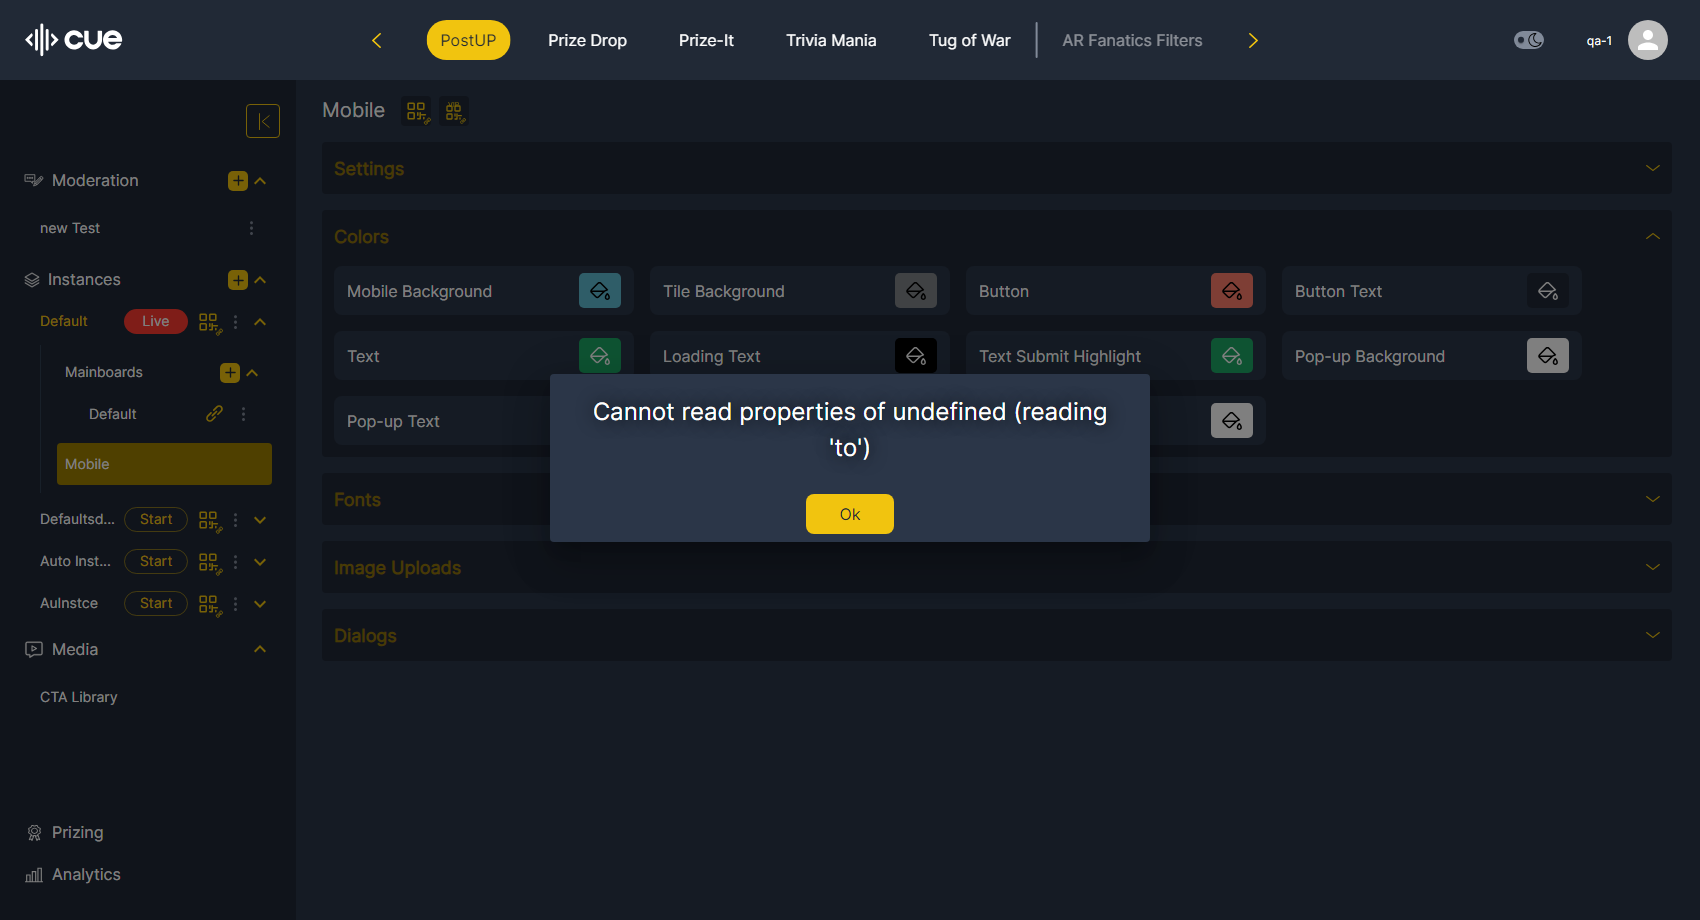 cue
PostUP
Prize Drop
Prize-It
Trivia Mania
Tug of War
AR Fanatics Filters
qa-1
Mobile
Settings
Moderation
new Test
Colors
Instances
Mobile Background
Tile Background
Button
Button Text
Default
Live
Text
Loading Text
Text Submit Highlight
Pop-up Background
Mainboards
Default
Pop-up Text
Cannot read properties of undefined (reading
'to')
Ok
Mobile
Fonts
Defaultsd...
Start
Auto Inst...
Start
Image Uploads
AuInstce
Start
Dialogs
Media
CTA Library
Prizing
Analytics